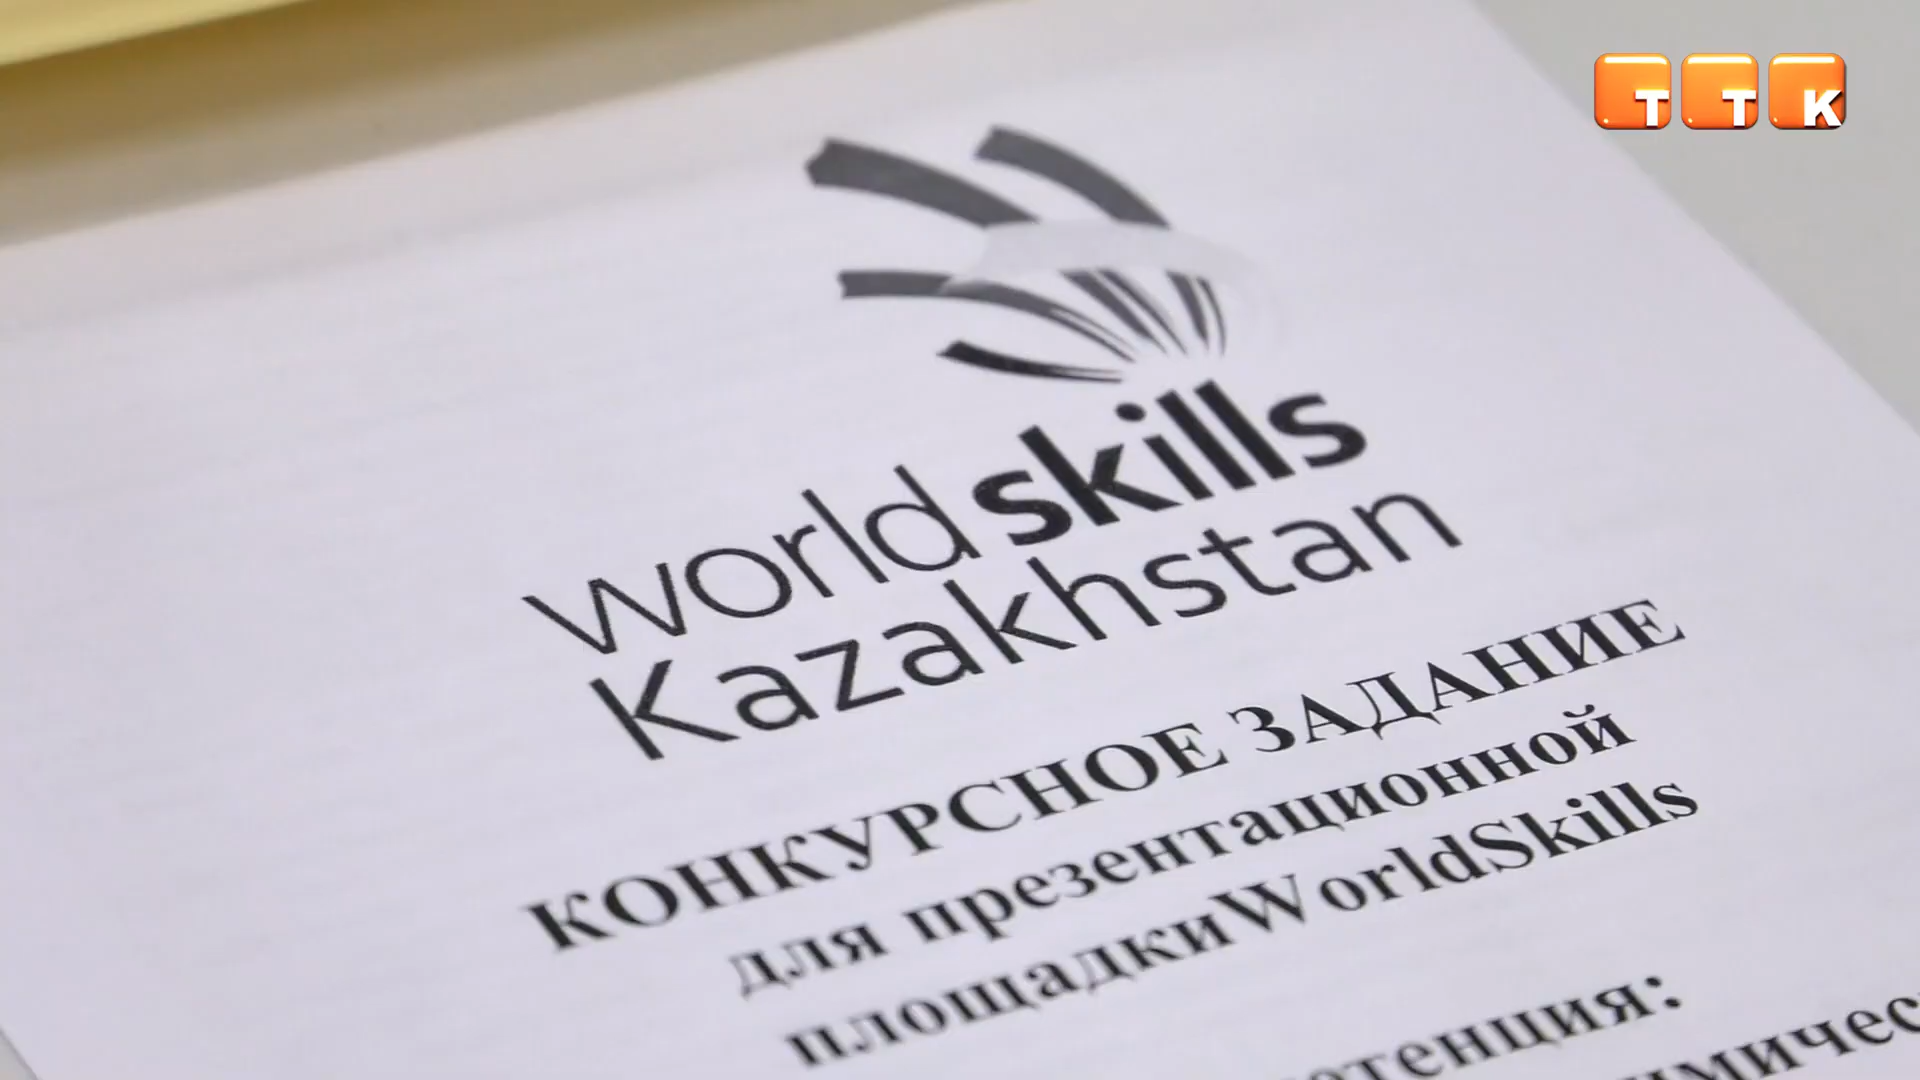 TTK
worldskills
Kazakhstan
КОНКУРСНОЕ ЗАДАНИЕ
для презентационной
площадкиWorldSkills